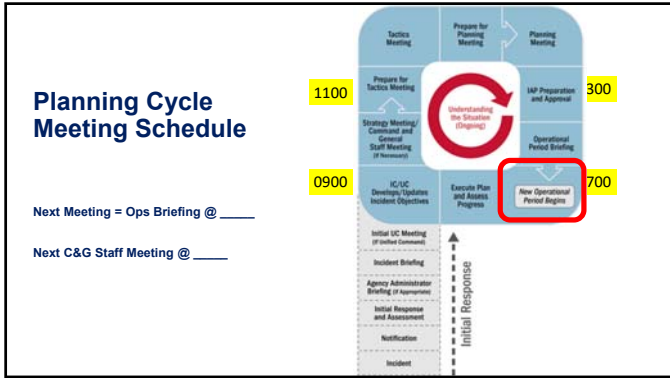 Planning Cycle
Meeting Schedule
Next Meeting = Ops Briefing @ _____
Next C&G Staff Meeting @ _____
Tactics
Meeting
Prepare for
Planning
Meeting
Planning
Meeting
1100
Prepare for
Tactics Meeting
IAP Preparation
and Approval
300
Understanding
the Situation
(Ongoing)
Strategy Meeting/
Command and
General
Staff Meeting
(If Necessary)
Operational
Period Briefing
0900
IC/UC
Develops/Updates
Incident Objectives
Execute Plan
and Assess
Progress
New Operational
Period Begins
700
Initial UC Meeting
(If Unified Command)
Incident Briefing
Agency Administrator
Briefing (If Appropriate)
Initial Response
and Assessment
Notification
Incident
Initial Response